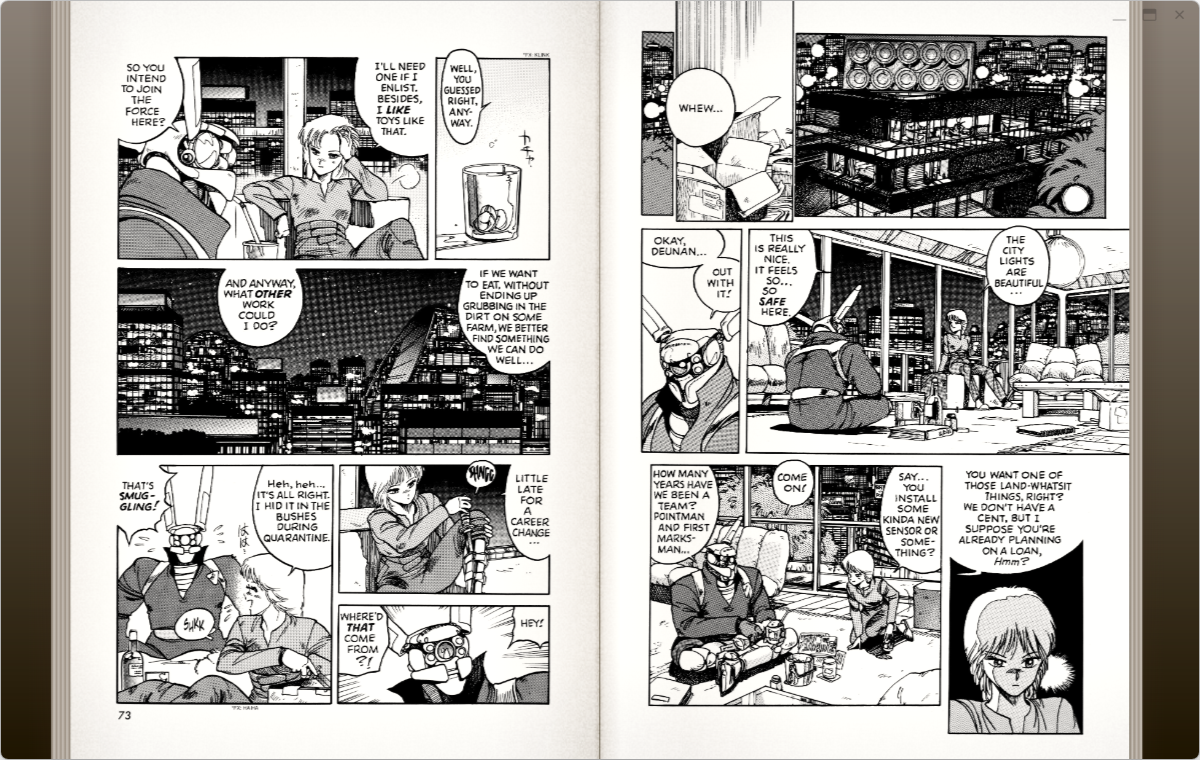 WHEW...
THE
CITY
LIGHTS
ARE
BEAUTIFUL
...
THIS
IS REALLY
NICE.
IT FEELS
SO...
SO
SAFE
HERE.
OKAY,
DEUNAN...
OUT
WITH
IT!
YOU WANT ONE OF
THOSE LAND-WHATSIT
THINGS, RIGHT?
WE DON'T HAVE A
CENT, BUT I
SUPPOSE YOU'RE
ALREADY PLANNING
ON A LOAN,
Hmm?
SAY...
YOU
INSTALL
SOME
KINDA NEW
SENSOR OR
SOME-
THING?
COME
ON!
HOW MANY
YEARS HAVE
WE BEEN A
TEAM?
POINTMAN
AND FIRST
MARKS-
MAN...
*FX: KLINK
WELL,
YOU
GUESSED
RIGHT,
ANY-
WAY.
カチャ
I'LL NEED
ONE IF I
ENLIST.
BESIDES,
I LIKE
TOYS LIKE
THAT.
SO YOU
INTEND
TO JOIN
THE
FORCE
HERE?
IF WE WANT
TO EAT, WITHOUT
ENDING UP
GRUBBING IN THE
DIRT ON SOME
FARM, WE BETTER
FIND SOMETHING
WE CAN DO
WELL...
AND ANYWAY,
WHAT OTHER
WORK
COULD
I DO?
LITTLE
LATE
FOR
A
CAREER
CHANGE
...
HEY!
WHERE'D
THAT
COME
FROM
?!
Heh, heh...
IT'S ALL RIGHT.
I HID IT IN THE
BUSHES
DURING
QUARANTINE.
THAT'S
SMUG-
GLING!
73